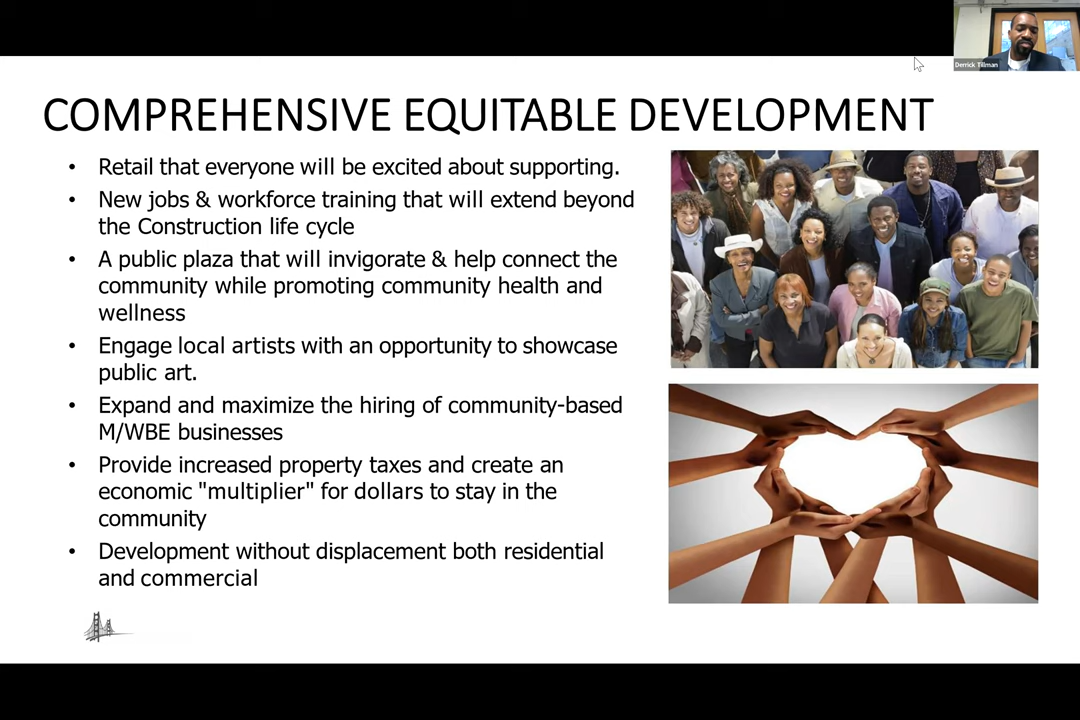 Derrick Tillman
COMPREHENSIVE EQUITABLE DEVELOPMENT
• Retail that everyone will be excited about supporting.
• New jobs & workforce training that will extend beyond
the Construction life cycle
• A public plaza that will invigorate & help connect the
community while promoting community health and
wellness
• Engage local artists with an opportunity to showcase
public art.
• Expand and maximize the hiring of community-based
M/WBE businesses
• Provide increased property taxes and create an
economic "multiplier" for dollars to stay in the
community
• Development without displacement both residential
and commercial